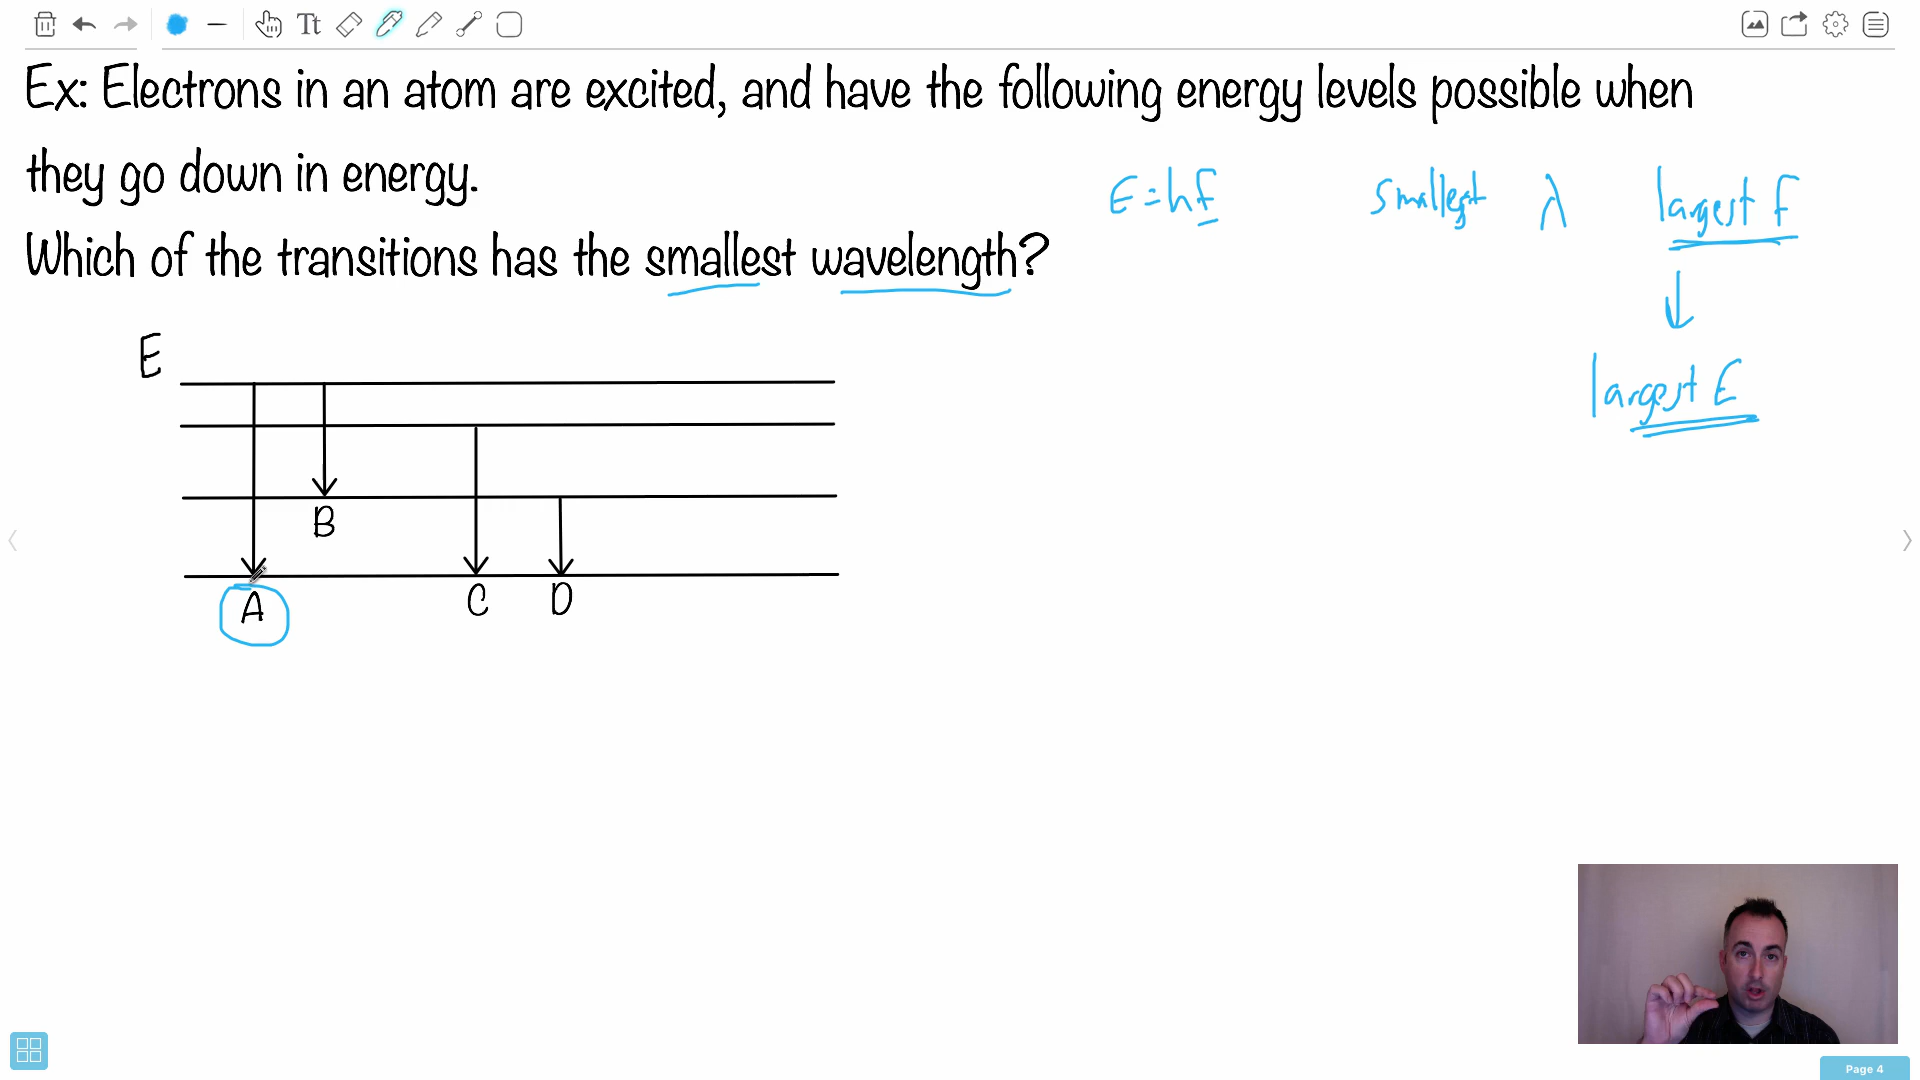 Tt
Ex: Electrons in an atom are excited, and have the following energy levels possible when
they go down in energy.
E=hf smallest λ largest f
Which of the transitions has the smallest wavelength?
largest E
E
B
A C D
Page 4